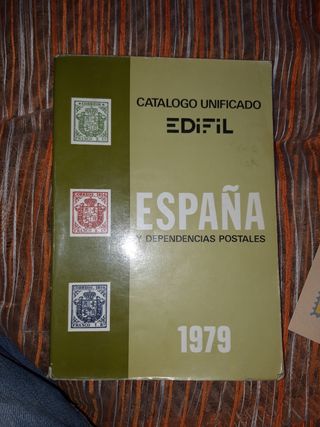 CATALOGO UNIFICADO
EDIFIL
ESPAÑA
Y DEPENDENCIAS POSTALES
1979